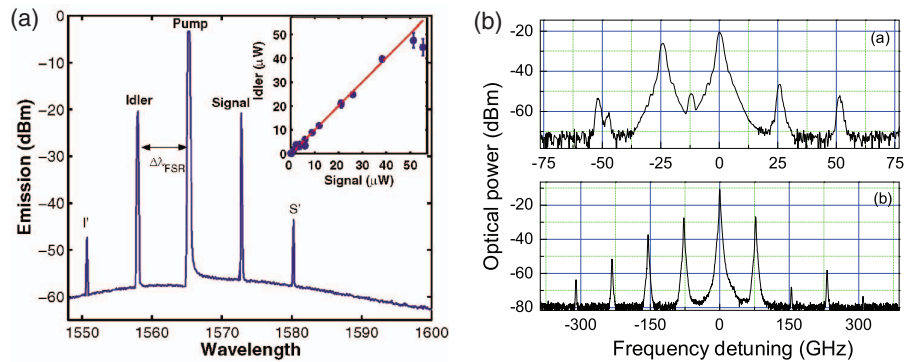 (a)
0
−10
−20
−30
−40
−50
−60
Emission (dBm)
1550 1560 1570 1580 1590 1600
Wavelength
Pump
Idler
Signal
ΔλFSR
I'
S'
50
40
30
20
10
0
Idler (μW)
0 10 20 30 40 50
Signal (μW)
(b)
Optical power (dBm)
(a)
-20
-40
-60
-75 -50 -25 0 25 50 75
(b)
-20
-40
-60
-80
-300 -150 0 150 300
Frequency detuning (GHz)